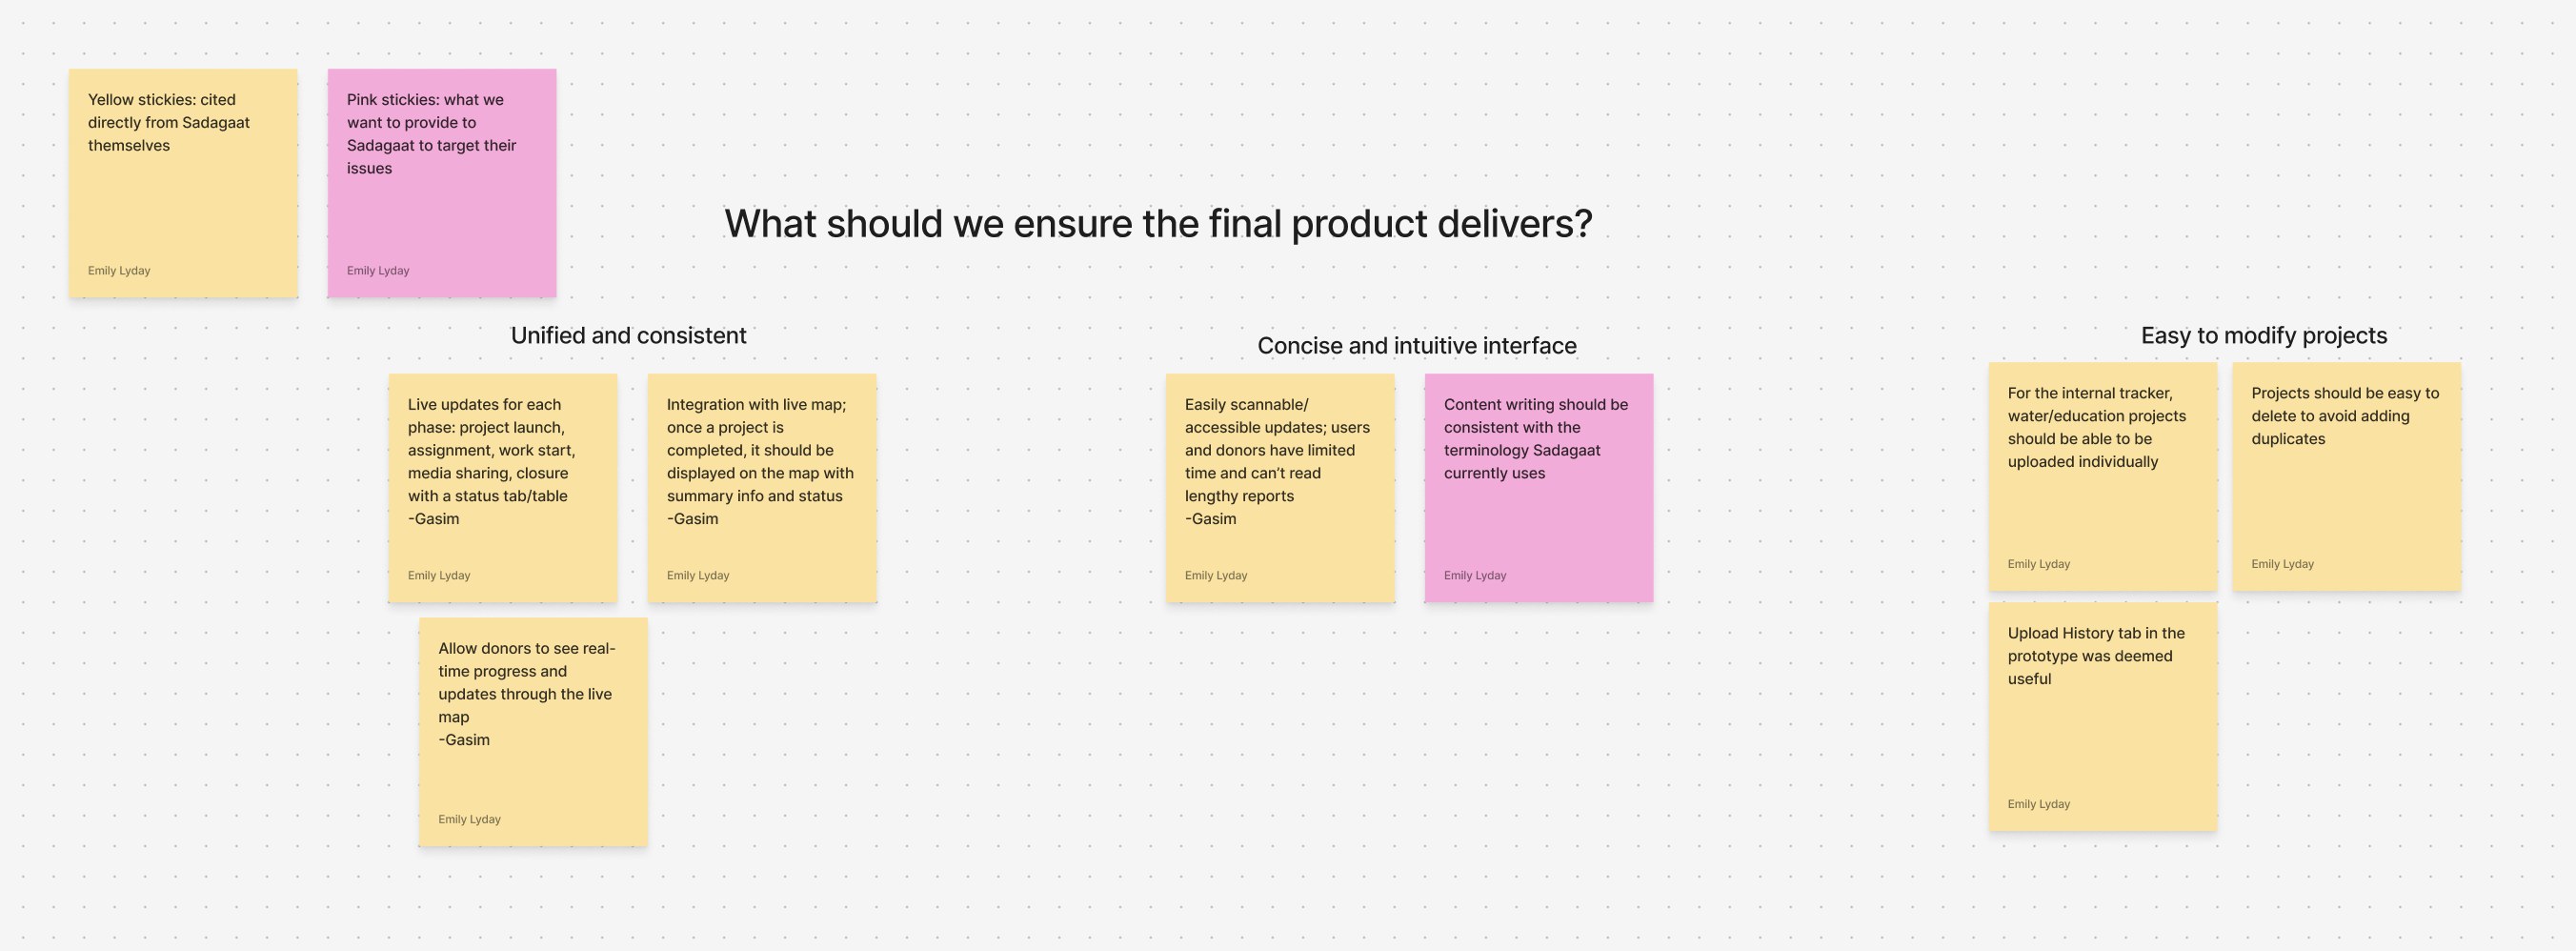 Yellow stickies: cited
directly from Sadagaat
themselves
Emily Lyday
Pink stickies: what we
want to provide to
Sadagaat to target their
issues
Emily Lyday
What should we ensure the final product delivers?
Unified and consistent
Live updates for each
phase: project launch,
assignment, work start,
media sharing, closure
with a status tab/table
-Gasim
Emily Lyday
Integration with live map;
once a project is
completed, it should be
displayed on the map with
summary info and status
-Gasim
Emily Lyday
Allow donors to see real-
time progress and
updates through the live
map
-Gasim
Emily Lyday
Concise and intuitive interface
Easily scannable/
accessible updates; users
and donors have limited
time and can’t read
lengthy reports
-Gasim
Emily Lyday
Content writing should be
consistent with the
terminology Sadagaat
currently uses
Emily Lyday
Easy to modify projects
For the internal tracker,
water/education projects
should be able to be
uploaded individually
Emily Lyday
Projects should be easy to
delete to avoid adding
duplicates
Emily Lyday
Upload History tab in the
prototype was deemed
useful
Emily Lyday